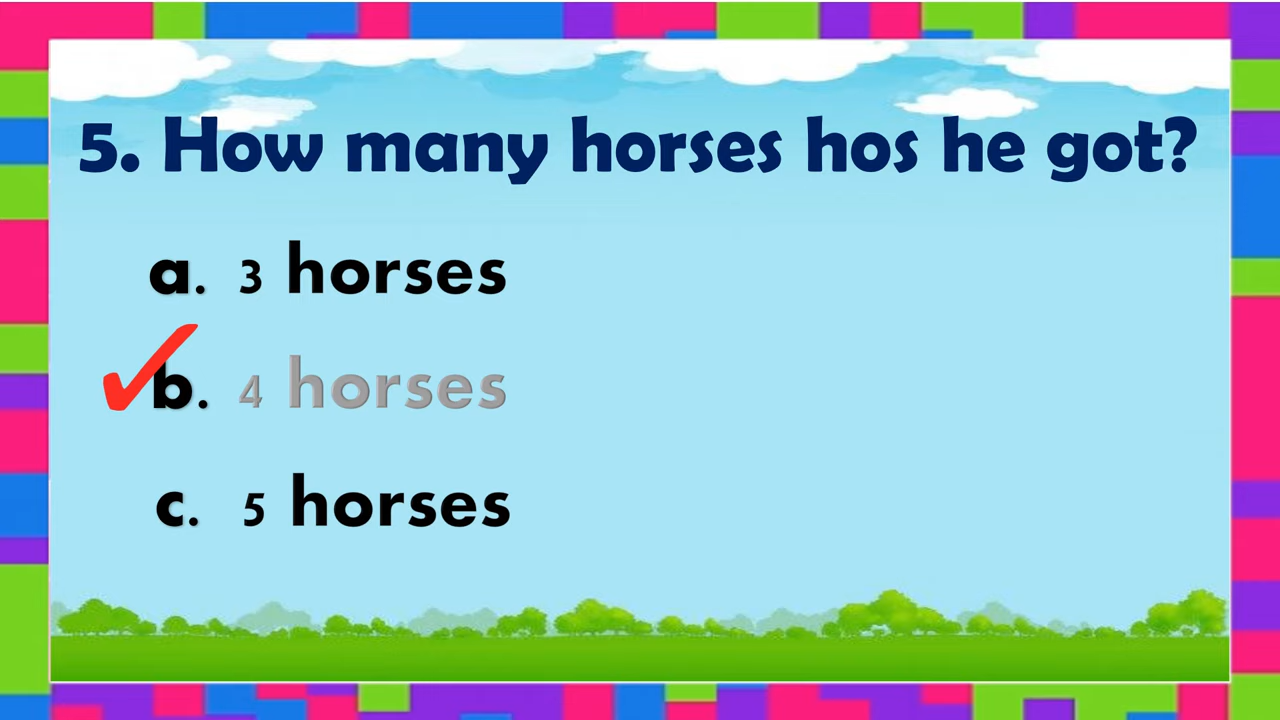 5. How many horses hos he got?
a. 3 horses
b. 4 horses
c. 5 horses